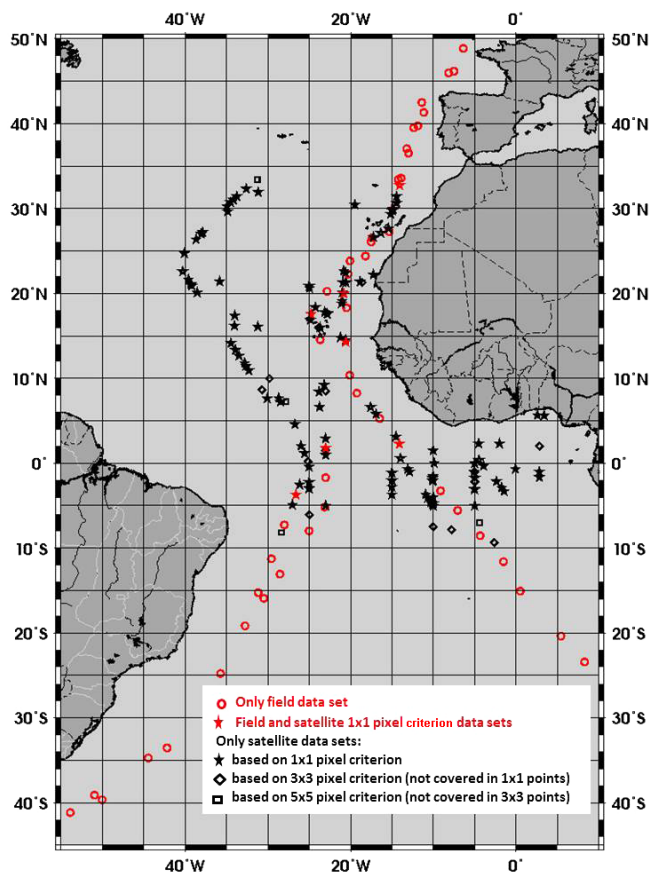 40°W 20°W 0°
50°N 50°N
40°N 40°N
30°N 30°N
20°N 20°N
10°N 10°N
0° 0°
10°S 10°S
20°S 20°S
Only field data set
Field and satellite 1x1 pixel criterion data sets
Only satellite data sets:
30°S 30°S
based on 1x1 pixel criterion
based on 3x3 pixel criterion (not covered in 1x1 points)
based on 5x5 pixel criterion (not covered in 3x3 points)
40°S 40°S
40°W 20°W 0°